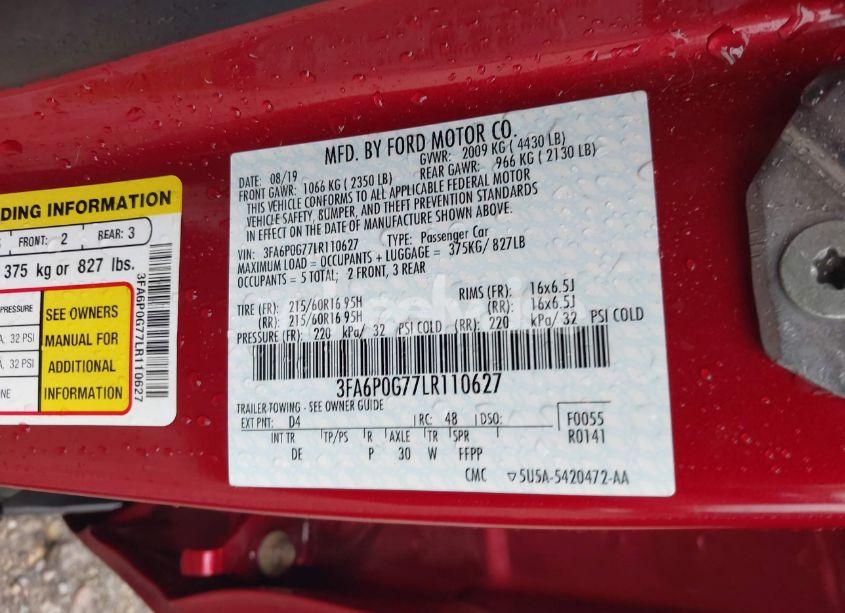 DING INFORMATION
FRONT: 2 REAR: 3
375 kg or 827 lbs.
PRESSURE
A, 32 PSI
A, 32 PSI
SEE OWNERS
MANUAL FOR
ADDITIONAL
INFORMATION
3FA6P0G77LR110627
MFD. BY FORD MOTOR CO.
DATE: 08/19 GVWR: 2009 KG ( 4430 LB)
FRONT GAWR: 1066 KG ( 2350 LB) REAR GAWR: 966 KG ( 2130 LB)
THIS VEHICLE CONFORMS TO ALL APPLICABLE FEDERAL MOTOR
VEHICLE SAFETY, BUMPER, AND THEFT PREVENTION STANDARDS
IN EFFECT ON THE DATE OF MANUFACTURE SHOWN ABOVE.
VIN: 3FA6P0G77LR110627 TYPE: Passenger Car
MAXIMUM LOAD = OCCUPANTS + LUGGAGE = 375KG/ 827LB
OCCUPANTS = 5 TOTAL; 2 FRONT, 3 REAR
TIRE (FR): 215/60R16 95H RIMS (FR): 16x6.5J
(RR): 215/60R16 95H (RR): 16x6.5J
PRESSURE (FR): 220 kPa/ 32 PSI COLD (RR): 220 kPa/ 32 PSI COLD
3FA6P0G77LR110627
TRAILER TOWING - SEE OWNER GUIDE
EXT PNT: D4 RC: 48 DSO: F0055
R0141
INT TR TP/PS R AXLE TR SPR
DE P 30 W FFPP
CMC ▽5U5A-5420472-AA